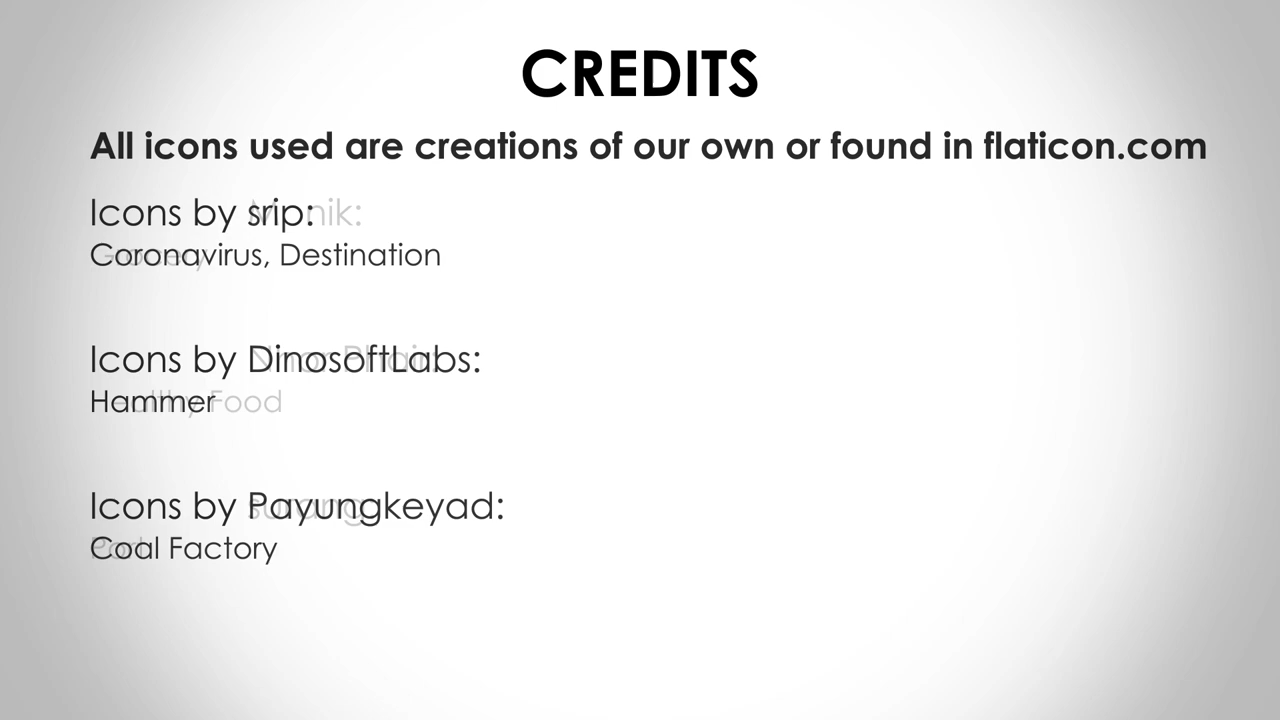 CREDITS
All icons used are creations of our own or found in flaticon.com
Icons by srip:
Coronavirus, Destination
Icons by DinosoftLabs:
Hammer
Food
Icons by Payungkeyad:
Coal Factory